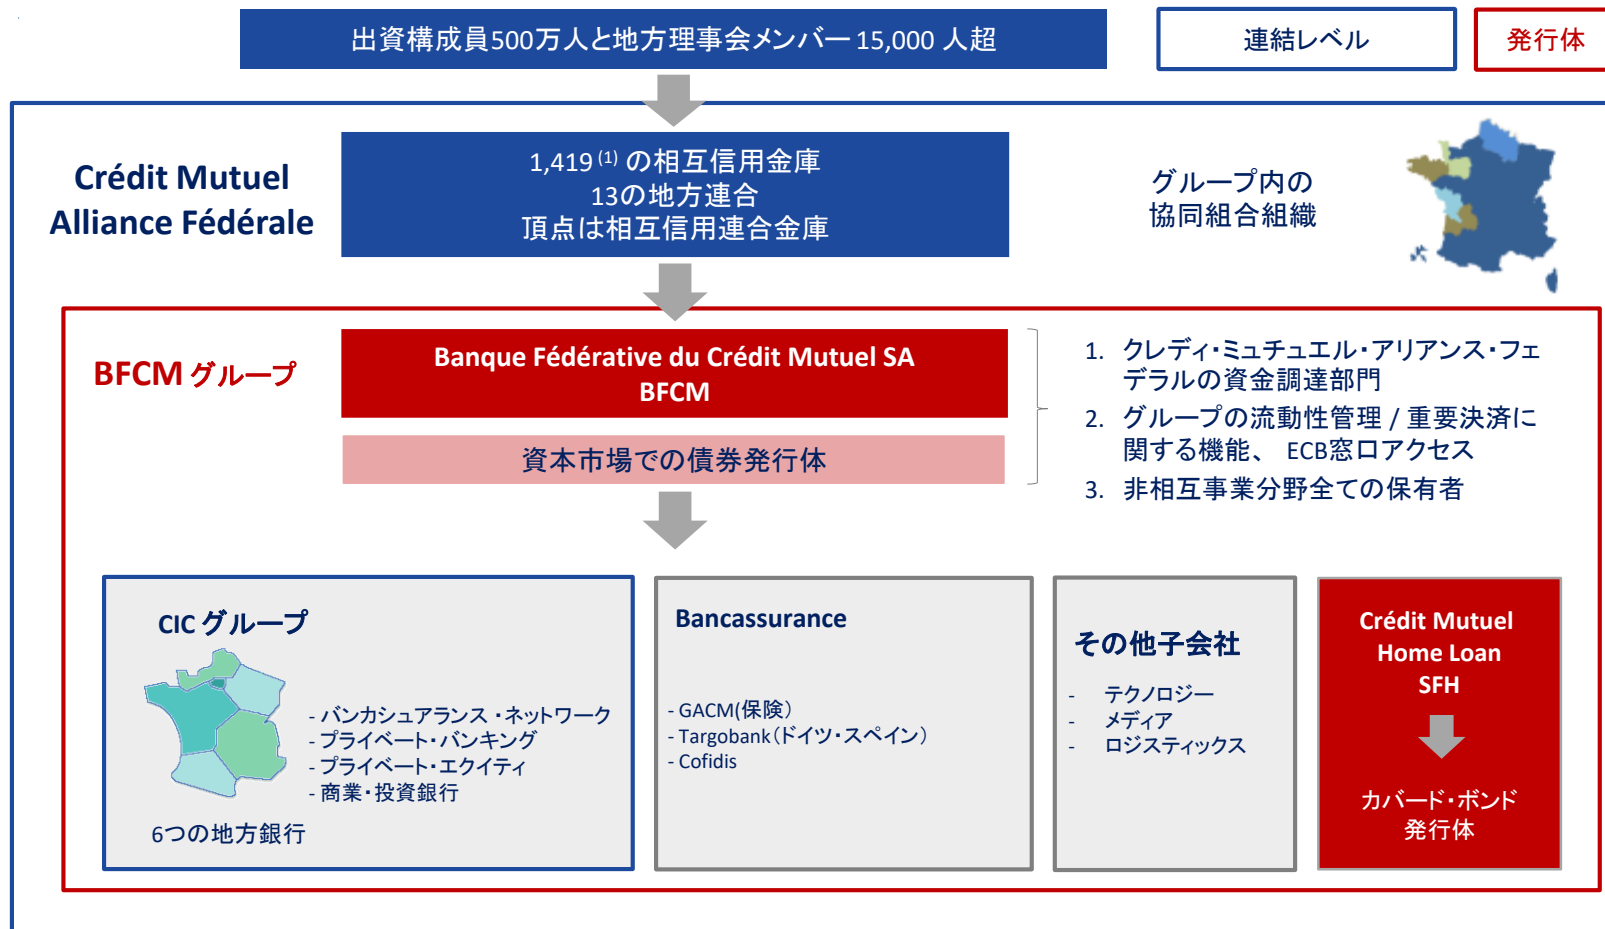 出資構成員500万人と地方理事会メンバー 15,000 人超
連結レベル
発行体
Crédit Mutuel
Alliance Fédérale
1,419 (1) の相互信用金庫
13の地方連合
頂点は相互信用連合金庫
グループ内の
協同組合組織
BFCM グループ
Banque Fédérative du Crédit Mutuel SA
BFCM
資本市場での債券発行体
1. クレディ・ミュチュエル・アリアンス・フェ
デラルの資金調達部門
2. グループの流動性管理 / 重要決済に
関する機能、 ECB窓口アクセス
3. 非相互事業分野全ての保有者
CIC グループ
- バンカシュアランス ・ネットワーク
- プライベート・バンキング
- プライベート・エクイティ
- 商業・投資銀行
6つの地方銀行
Bancassurance
- GACM(保険）
- Targobank（ドイツ・スペイン）
- Cofidis
その他子会社
- テクノロジー
- メディア
- ロジスティックス
Crédit Mutuel
Home Loan
SFH
カバード・ボンド
発行体